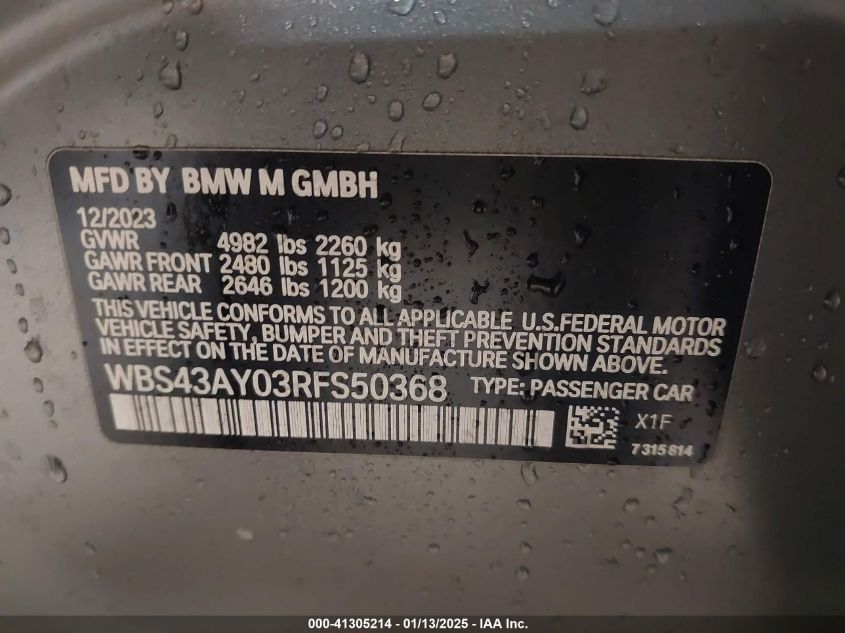 MFD BY BMW M GMBH
12/2023
GVWR 4982 lbs 2260 kg
GAWR FRONT 2480 lbs 1125 kg
GAWR REAR 2646 lbs 1200 kg
THIS VEHICLE CONFORMS TO ALL APPLICABLE U.S.FEDERAL MOTOR
VEHICLE SAFETY, BUMPER AND THEFT PREVENTION STANDARDS
IN EFFECT ON THE DATE OF MANUFACTURE SHOWN ABOVE.
WBS43AY03RFS50368 TYPE: PASSENGER CAR
X1F
7315814
000-41305214 - 01/13/2025 - IAA Inc.